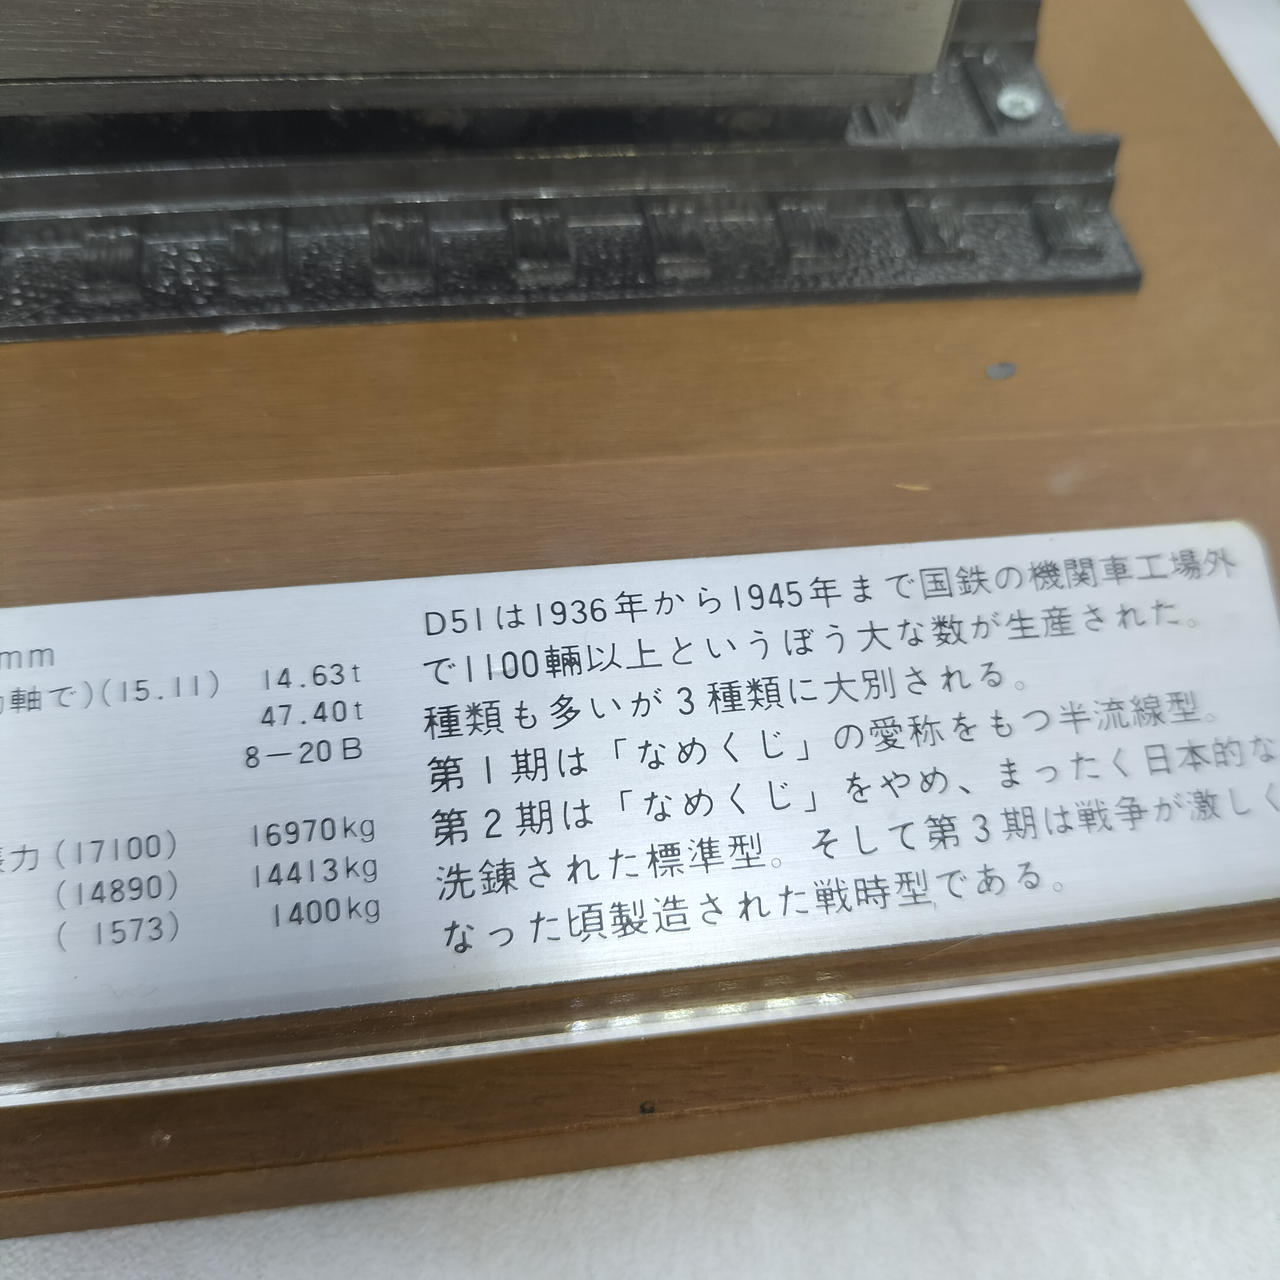 mm
軸で)(15.11) 14.63t
47.40t
8-20B
力(17100) 16970kg
(14890) 14413kg
( 1573) 1400kg
D51は1936年から1945年まで国鉄の機関車工場外
で1100輛以上というぼう大な数が生産された。
種類も多いが3種類に大別される。
第1期は「なめくじ」の愛称をもつ半流線型。
第2期は「なめくじ」をやめ、まったく日本的な
洗錬された標準型。そして第3期は戦争が激しく
なった頃製造された戦時型である。